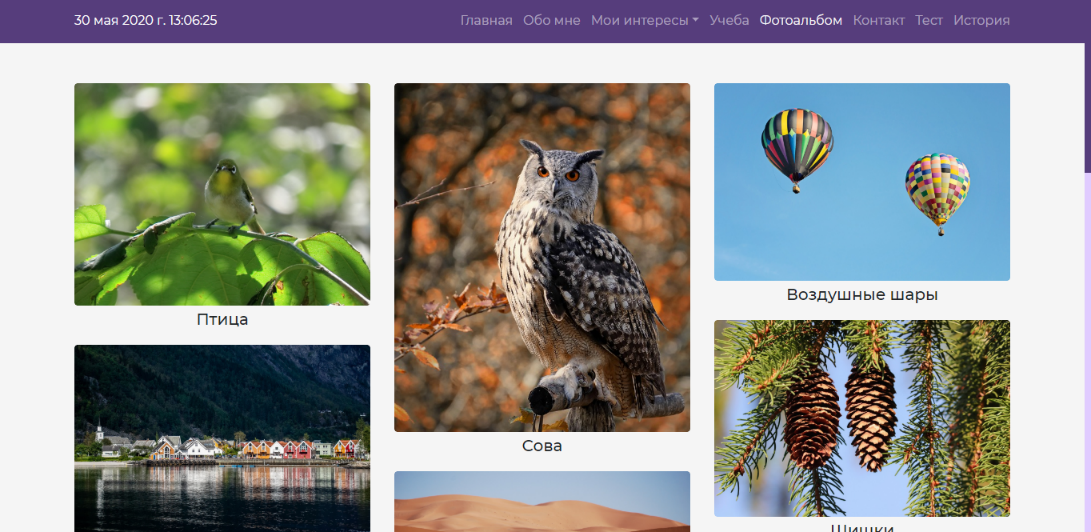 30 мая 2020 г. 13:06:25
Главная Обо мне Мои интересы Учеба Фотоальбом Контакт Тест История
Птица
Сова
Воздушные шары
Шишки